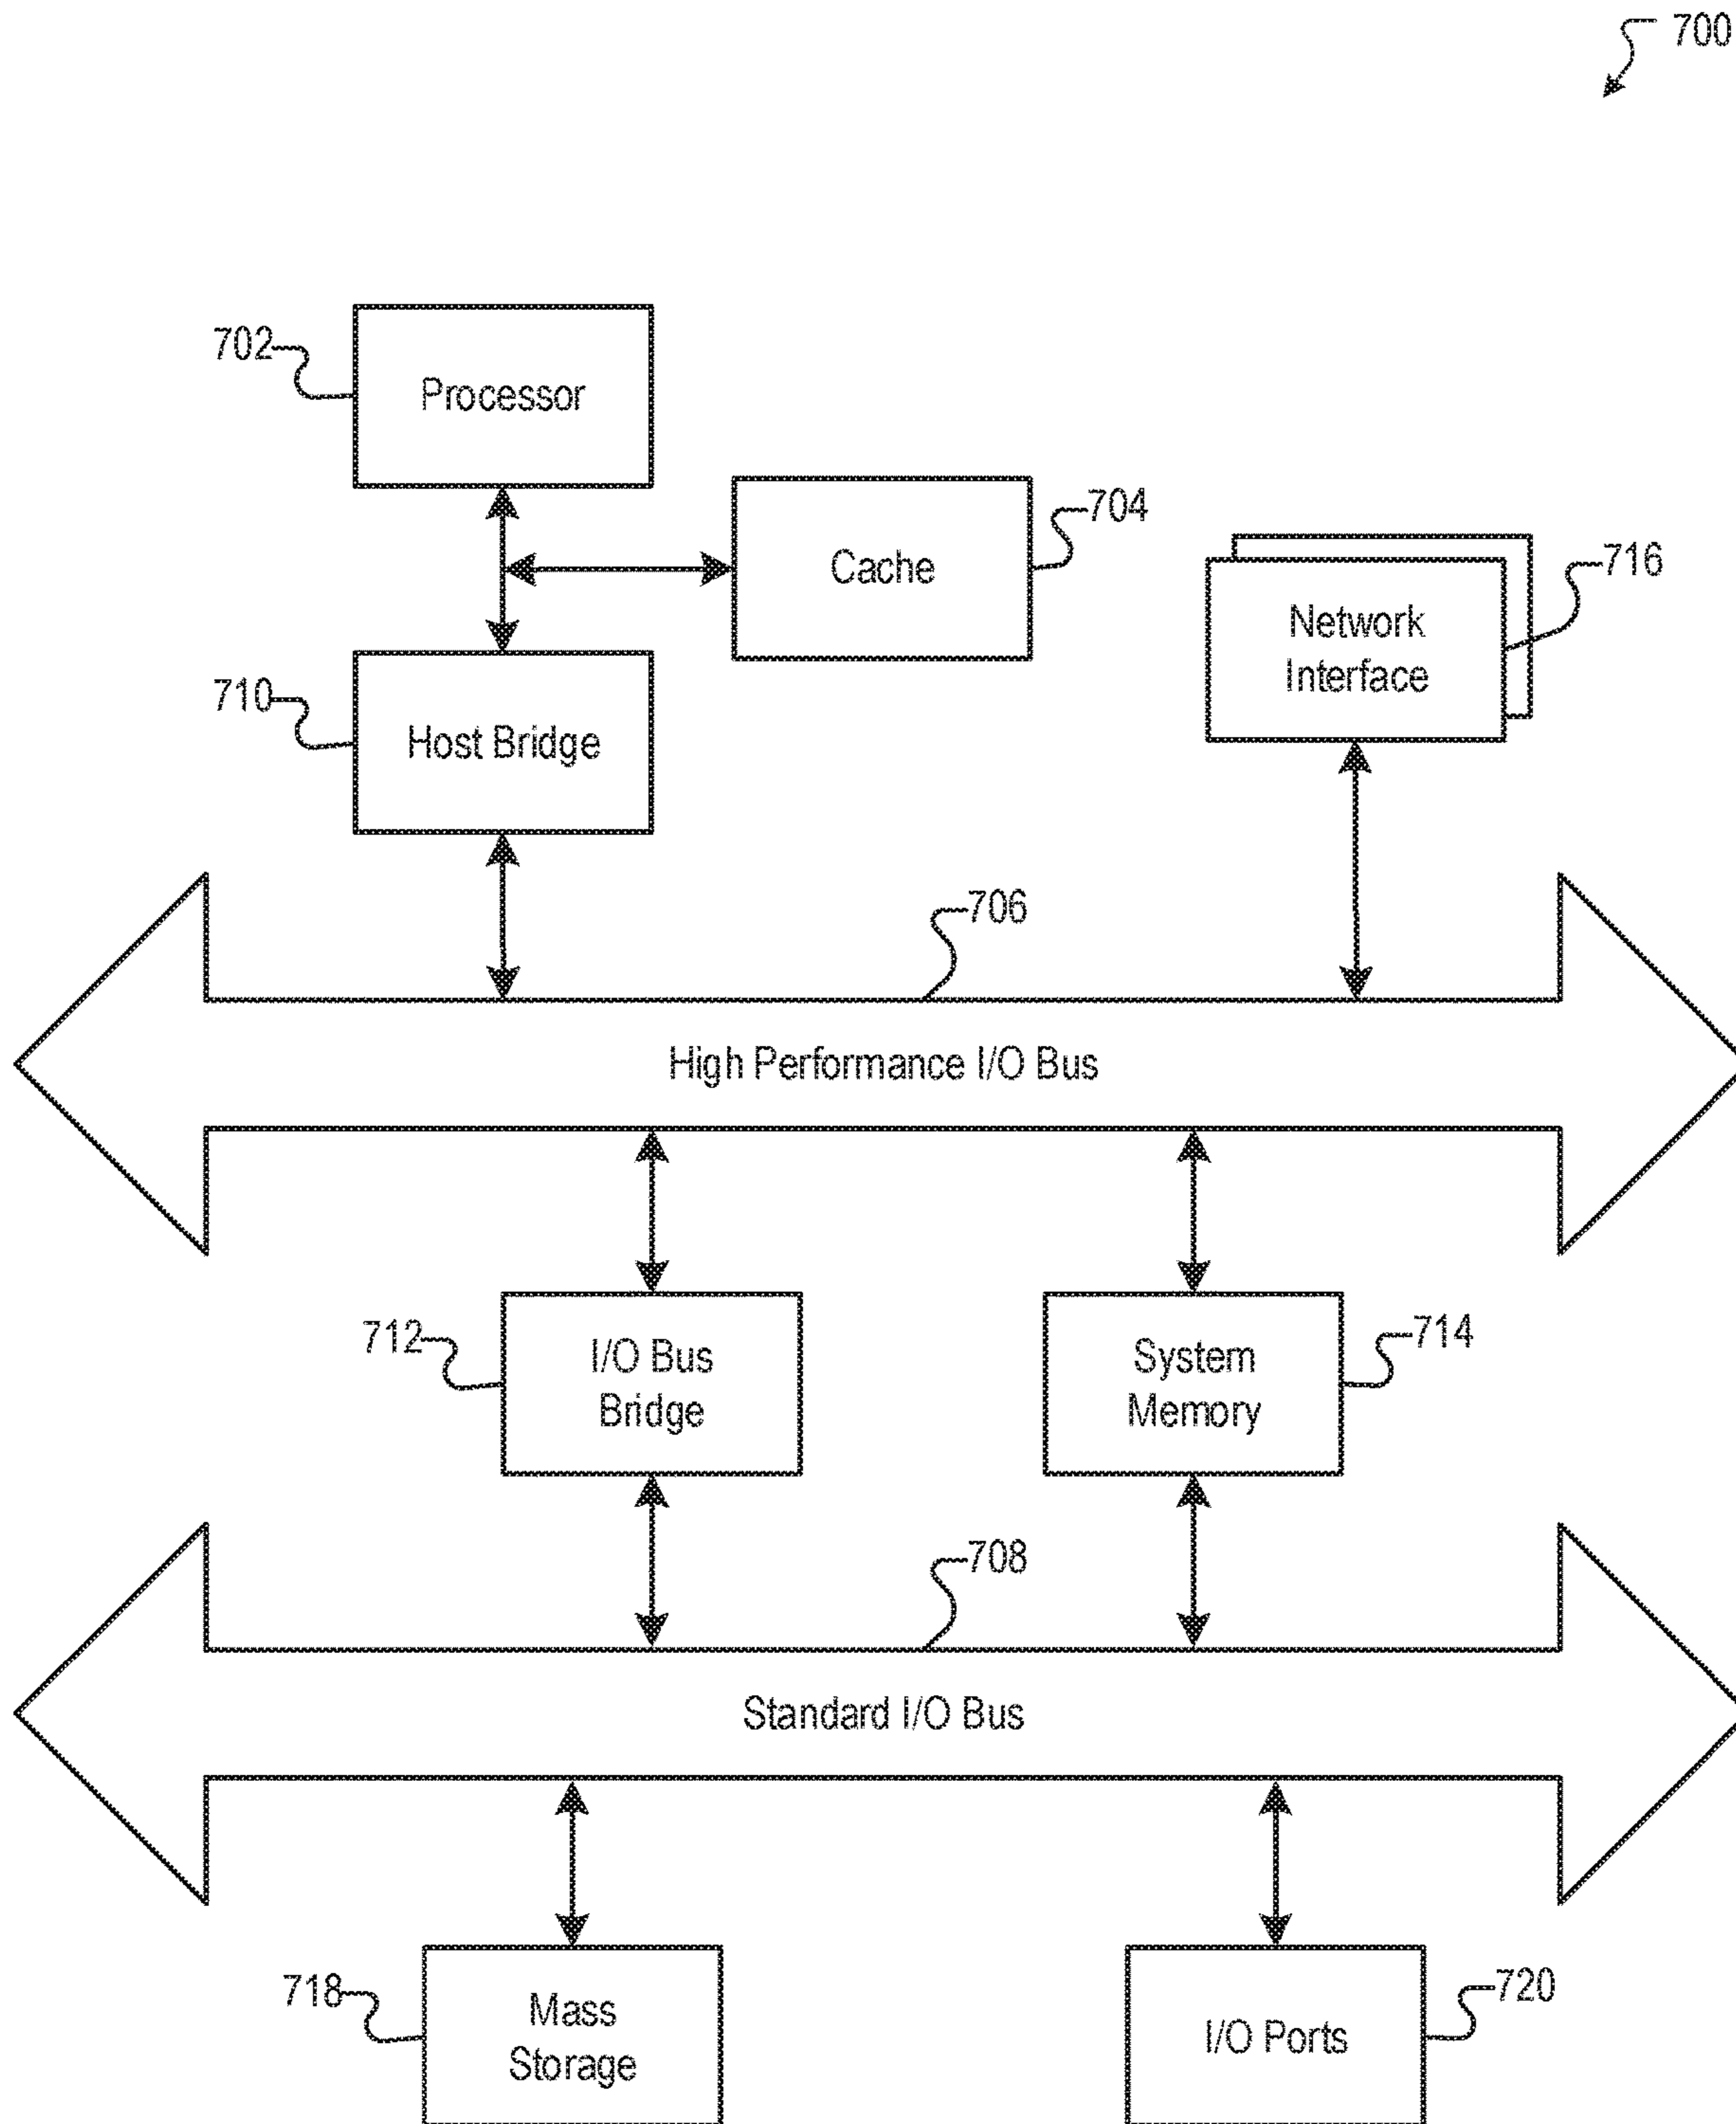 700
702
Processor
704
Cache
716
Network
Interface
710
Host Bridge
706
High Performance I/O Bus
712
I/O Bus
Bridge
714
System
Memory
708
Standard I/O Bus
718
Mass
Storage
720
I/O Ports